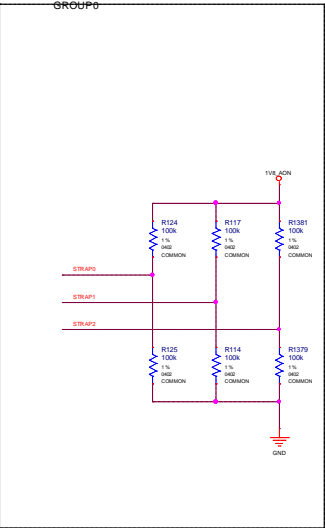 GROUP0
1V8_AON
R124
100k
1%
0402
COMMON
R117
100k
1%
0402
COMMON
R1381
100k
1%
0402
COMMON
STRAP0
STRAP1
STRAP2
R125
100k
1%
0402
COMMON
R114
100k
1%
0402
COMMON
R1379
100k
1%
0402
COMMON
GND